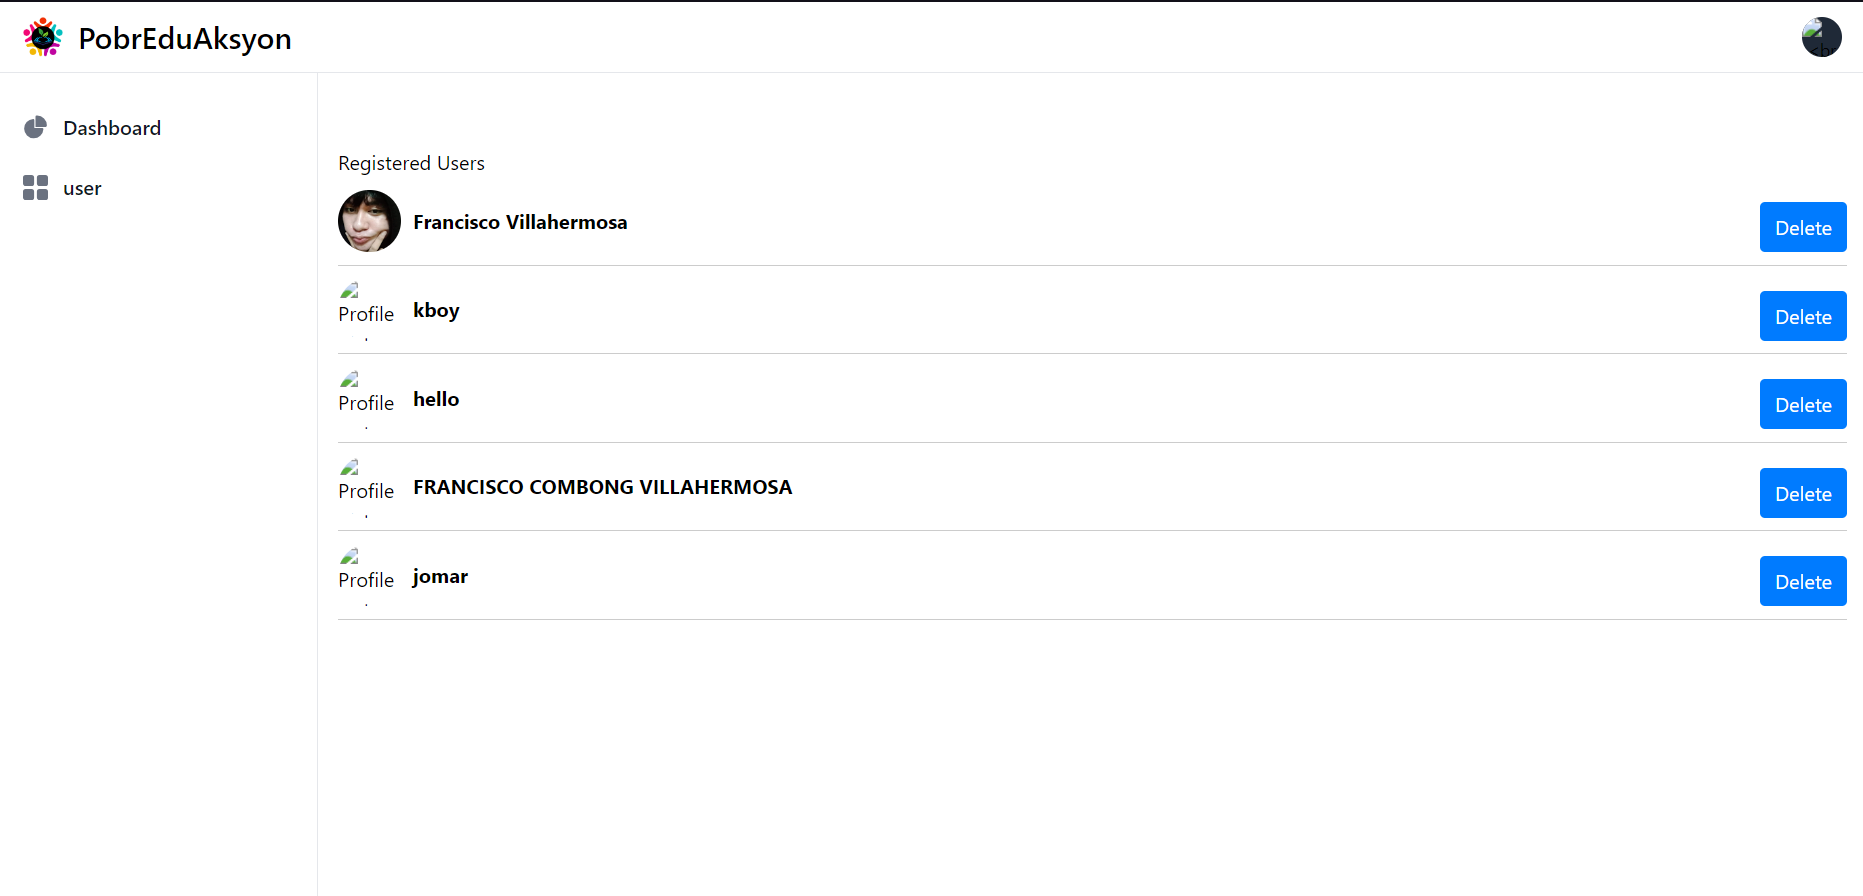 PobrEduAksyon
<br
Dashboard
user
Registered Users
Francisco Villahermosa
Delete
Profile
kboy
Delete
Profile
hello
Delete
Profile
FRANCISCO COMBONG VILLAHERMOSA
Delete
Profile
jomar
Delete